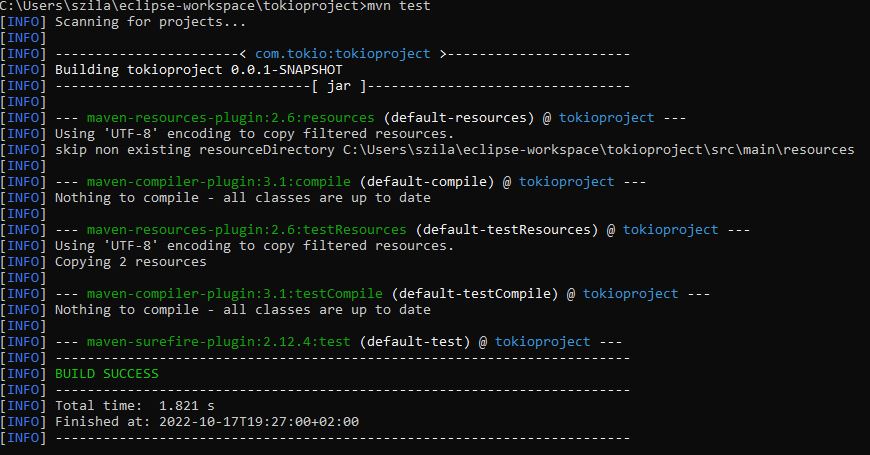 C:\Users\szila\eclipse-workspace\tokioproject>mvn test
[INFO] Scanning for projects...
[INFO]
[INFO] -----------------------< com.tokio:tokioproject >-----------------------
[INFO] Building tokioproject 0.0.1-SNAPSHOT
[INFO] --------------------------------[ jar ]---------------------------------
[INFO]
[INFO] --- maven-resources-plugin:2.6:resources (default-resources) @ tokioproject ---
[INFO] Using 'UTF-8' encoding to copy filtered resources.
[INFO] skip non existing resourceDirectory C:\Users\szila\eclipse-workspace\tokioproject\src\main\resources
[INFO]
[INFO] --- maven-compiler-plugin:3.1:compile (default-compile) @ tokioproject ---
[INFO] Nothing to compile - all classes are up to date
[INFO]
[INFO] --- maven-resources-plugin:2.6:testResources (default-testResources) @ tokioproject ---
[INFO] Using 'UTF-8' encoding to copy filtered resources.
[INFO] Copying 2 resources
[INFO]
[INFO] --- maven-compiler-plugin:3.1:testCompile (default-testCompile) @ tokioproject ---
[INFO] Nothing to compile - all classes are up to date
[INFO]
[INFO] --- maven-surefire-plugin:2.12.4:test (default-test) @ tokioproject ---
[INFO] ------------------------------------------------------------------------
[INFO] BUILD SUCCESS
[INFO] ------------------------------------------------------------------------
[INFO] Total time:  1.821 s
[INFO] Finished at: 2022-10-17T19:27:00+02:00
[INFO] ------------------------------------------------------------------------